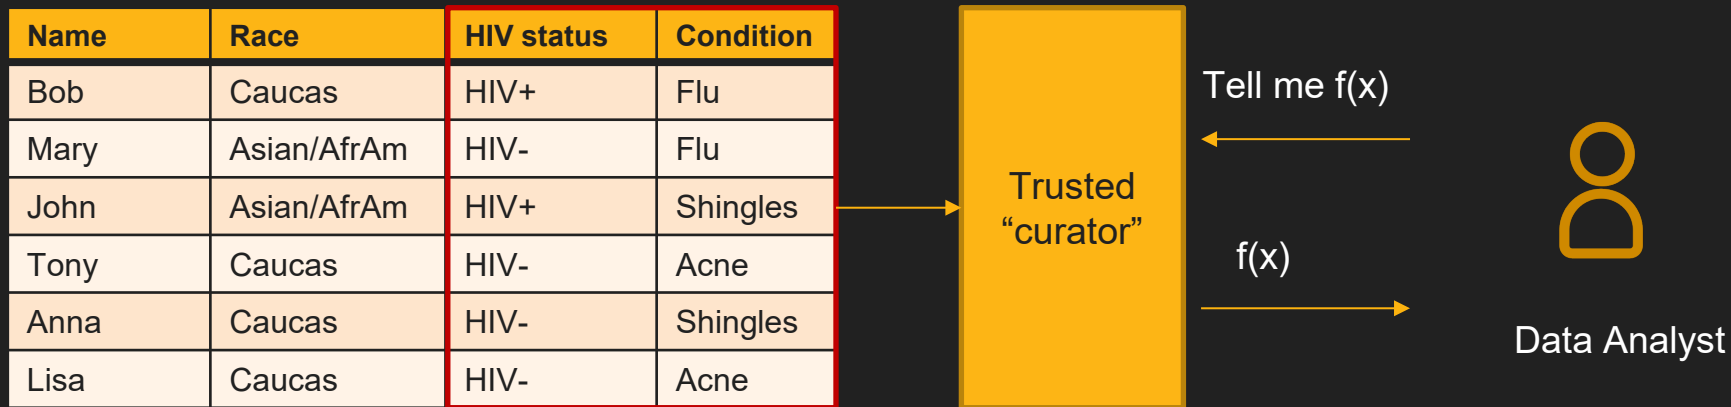 Name Race HIV status Condition
Bob Caucas HIV+ Flu
Mary Asian/AfrAm HIV- Flu
John Asian/AfrAm HIV+ Shingles
Tony Caucas HIV- Acne
Anna Caucas HIV- Shingles
Lisa Caucas HIV- Acne
Trusted
“curator”
Tell me f(x)
f(x)
Data Analyst